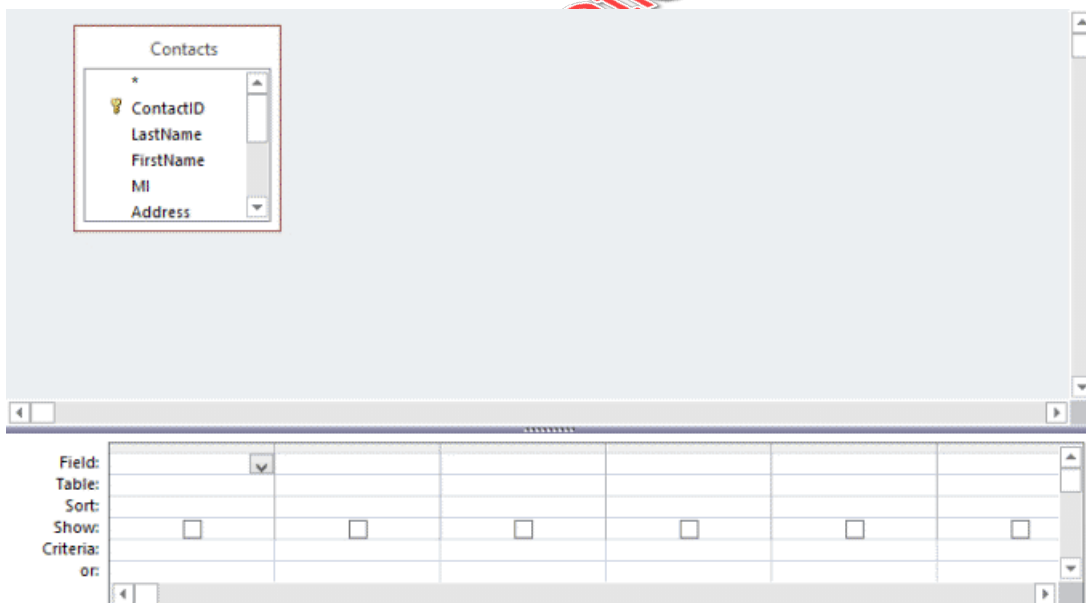 Contacts
*
ContactID
LastName
FirstName
MI
Address
Field:
Table:
Sort:
Show:
Criteria:
or: